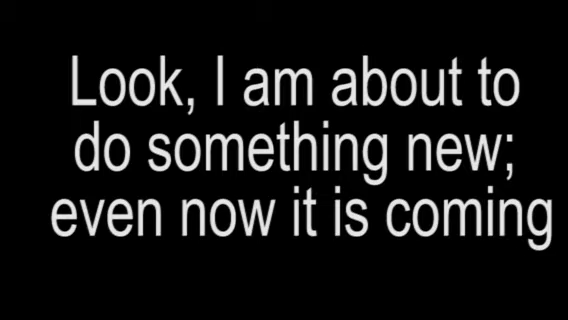 Look, I am about to
do something new;
even now it is coming